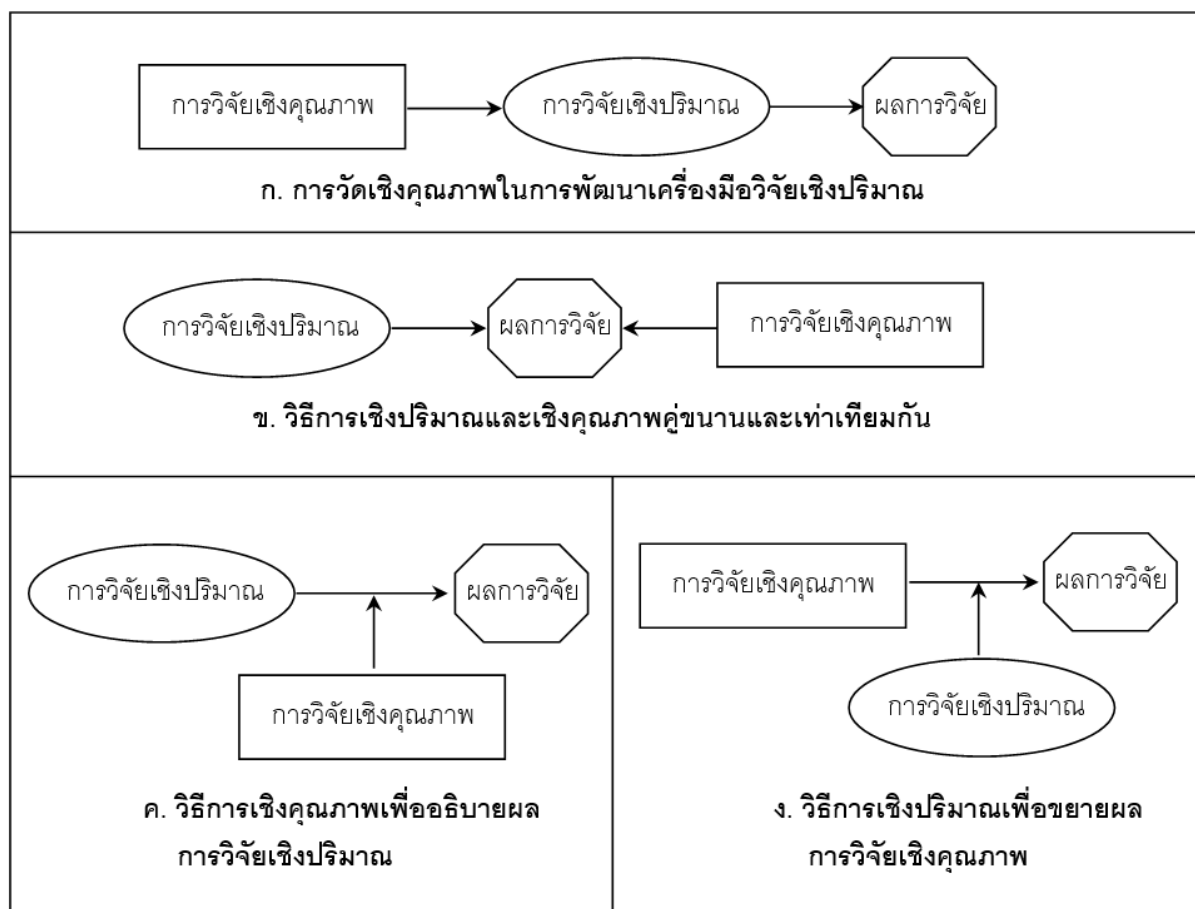 การวิจัยเชิงคุณภาพ
การวิจัยเชิงปริมาณ
ผลการวิจัย
ก. การวัดเชิงคุณภาพในการพัฒนาเครื่องมือวิจัยเชิงปริมาณ
การวิจัยเชิงปริมาณ
ผลการวิจัย
การวิจัยเชิงคุณภาพ
ข. วิธีการเชิงปริมาณและเชิงคุณภาพคู่ขนานและเท่าเทียมกัน
การวิจัยเชิงปริมาณ
ผลการวิจัย
การวิจัยเชิงคุณภาพ
ค. วิธีการเชิงคุณภาพเพื่ออธิบายผล
การวิจัยเชิงปริมาณ
การวิจัยเชิงคุณภาพ
ผลการวิจัย
การวิจัยเชิงปริมาณ
ง. วิธีการเชิงปริมาณเพื่อขยายผล
การวิจัยเชิงคุณภาพ